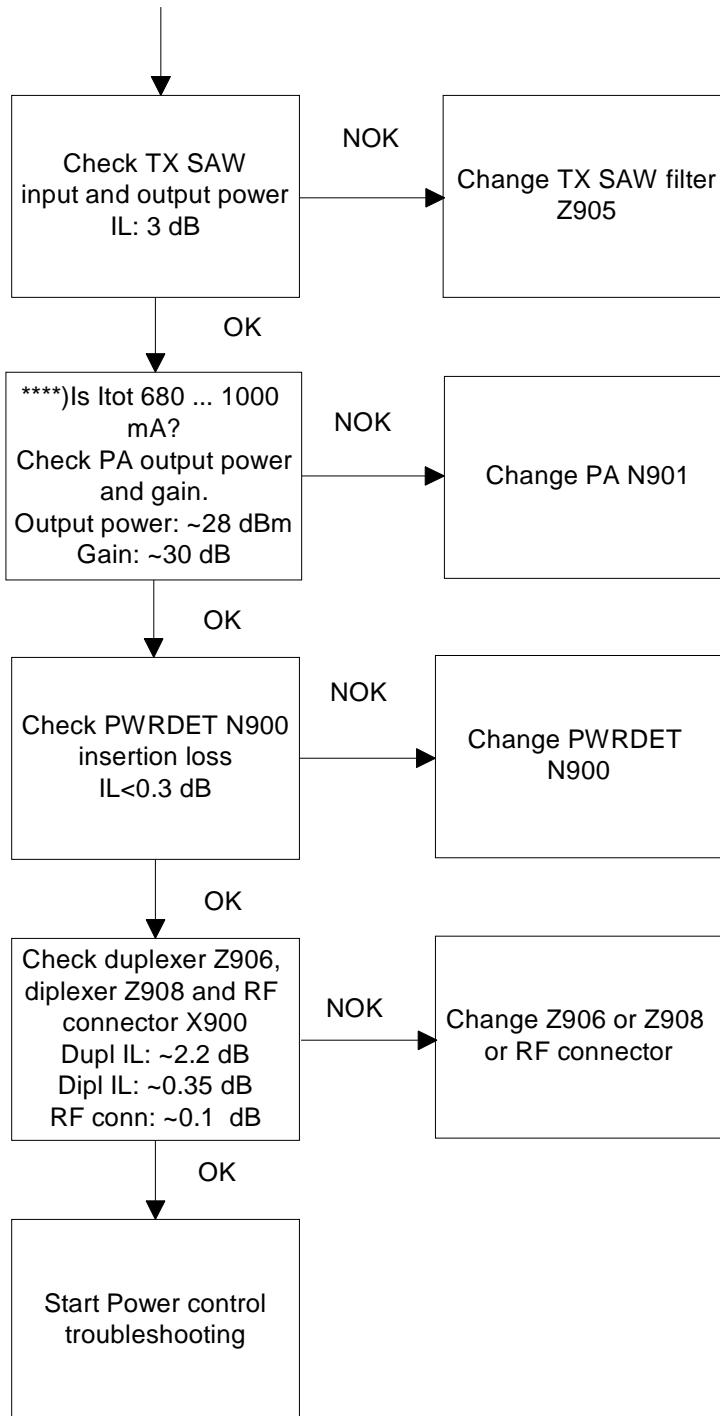 Check TX SAW
input and output power
IL: 3 dB
NOK
Change TX SAW filter
Z905
OK
****)Is Itot 680 ... 1000
mA?
Check PA output power
and gain.
Output power: ~28 dBm
Gain: ~30 dB
NOK
Change PA N901
OK
Check PWRDET N900
insertion loss
IL<0.3 dB
NOK
Change PWRDET
N900
OK
Check duplexer Z906,
diplexer Z908 and RF
connector X900
Dupl IL: ~2.2 dB
Dipl IL: ~0.35 dB
RF conn: ~0.1  dB
NOK
Change Z906 or Z908
or RF connector
OK
Start Power control
troubleshooting